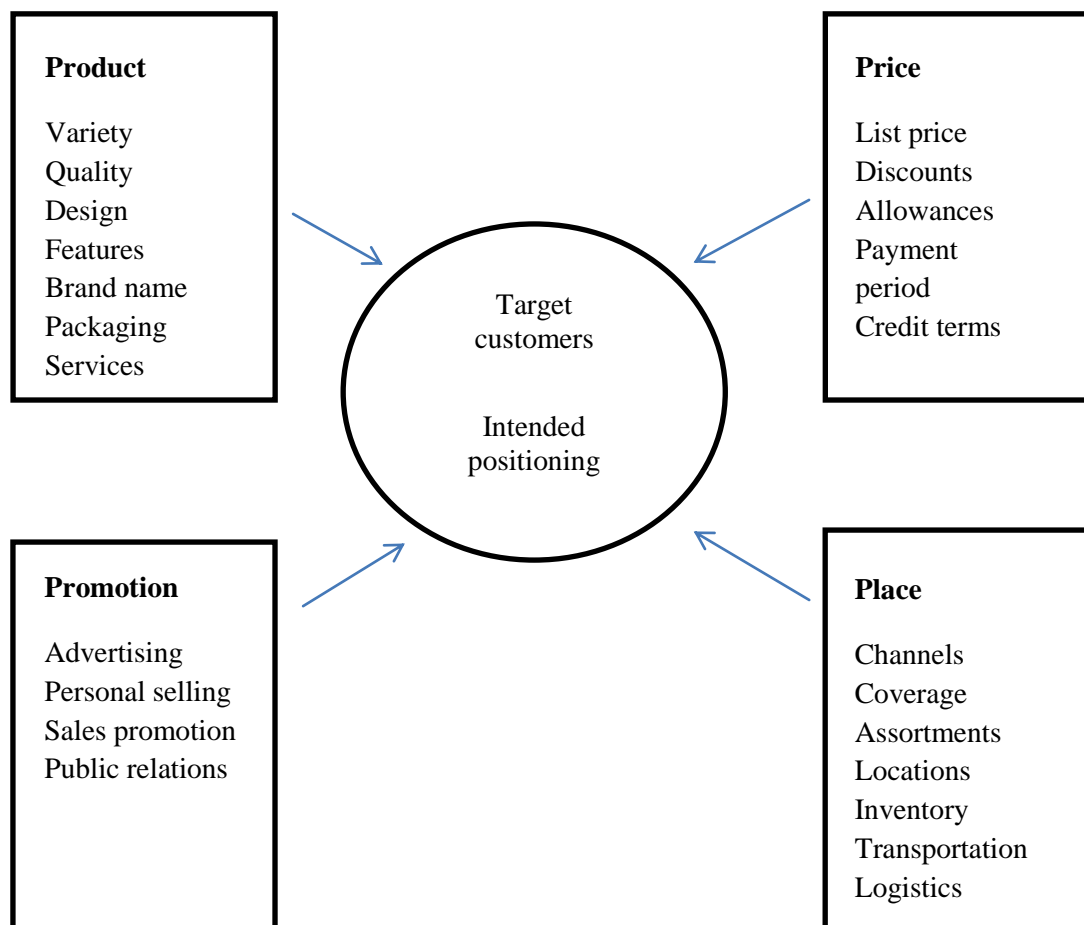 Product
Variety
Quality
Design
Features
Brand name
Packaging
Services
Price
List price
Discounts
Allowances
Payment
period
Credit terms
Target
customers
Intended
positioning
Promotion
Advertising
Personal selling
Sales promotion
Public relations
Place
Channels
Coverage
Assortments
Locations
Inventory
Transportation
Logistics